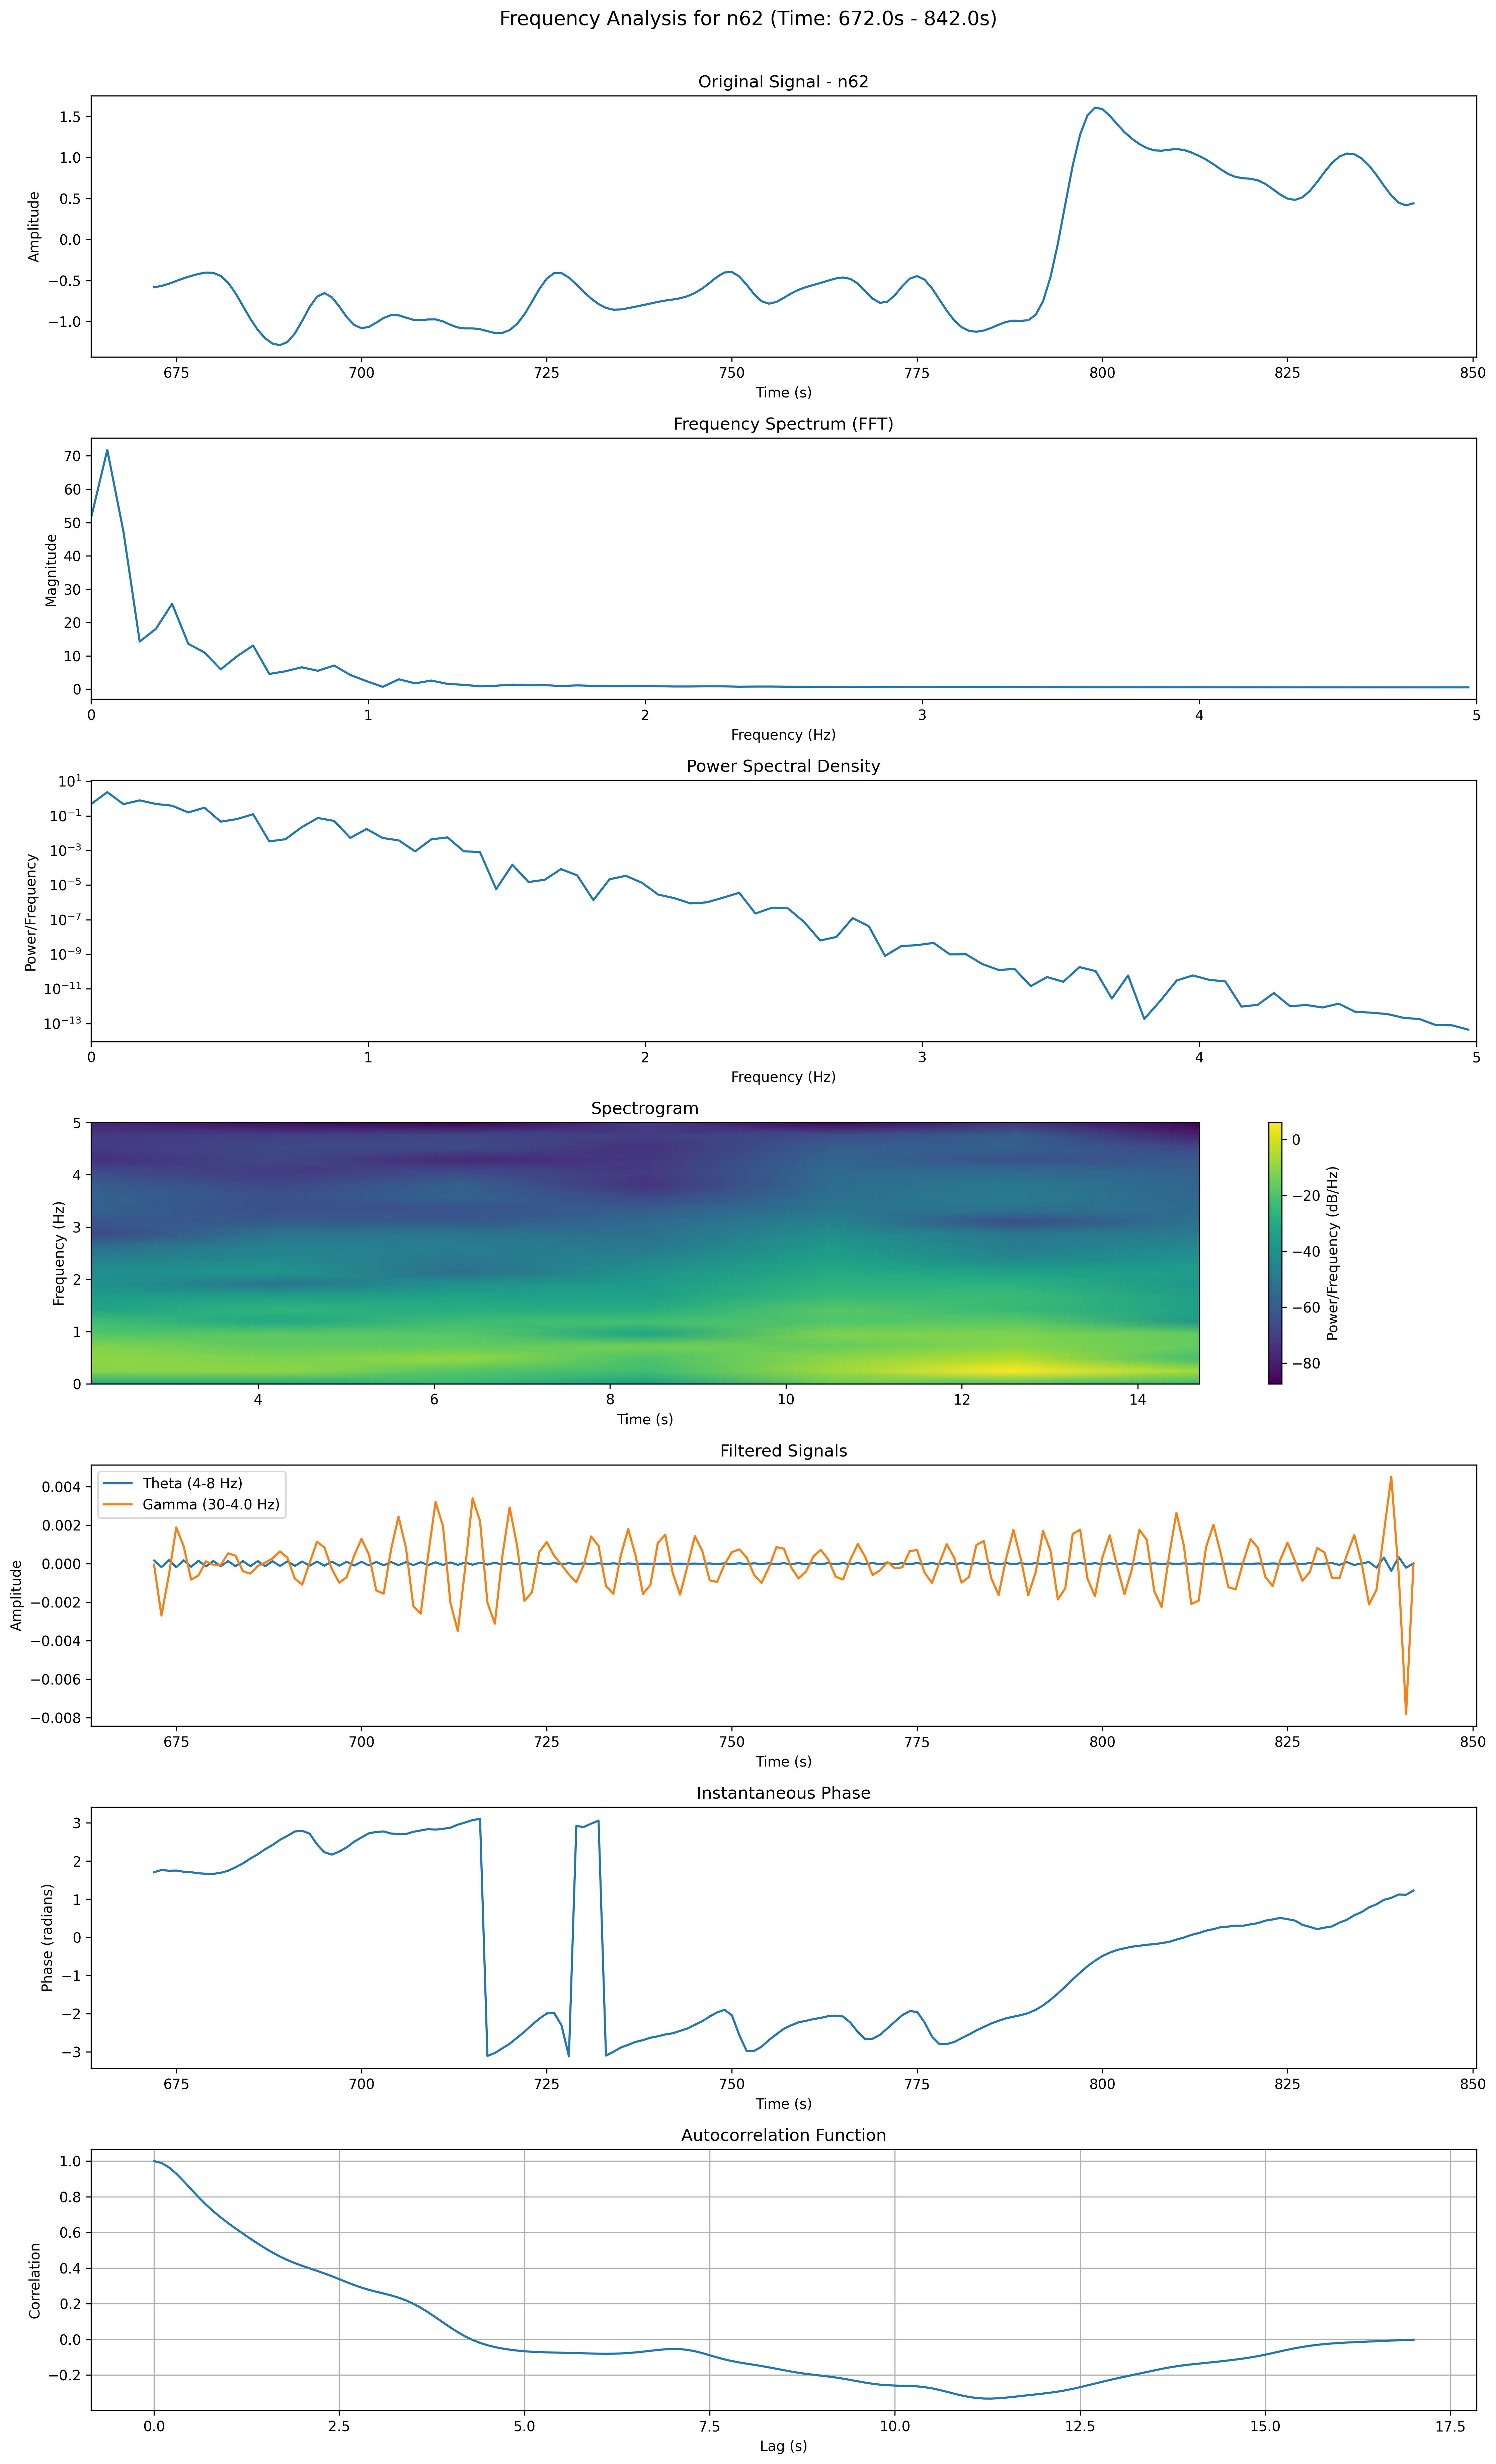 Frequency Analysis for n62 (Time: 672.0s - 842.0s)
Original Signal - n62
Amplitude
1.5
1.0
0.5
0.0
−0.5
−1.0
675 700 725 750 775 800 825 850
Time (s)
Frequency Spectrum (FFT)
Magnitude
70
60
50
40
30
20
10
0
0 1 2 3 4 5
Frequency (Hz)
Power Spectral Density
Power/Frequency
10^1
10^−1
10^−3
10^−5
10^−7
10^−9
10^−11
10^−13
0 1 2 3 4 5
Frequency (Hz)
Spectrogram
Frequency (Hz)
5
4
3
2
1
0
4 6 8 10 12 14
Time (s)
0
−20
−40
−60
−80
Power/Frequency (dB/Hz)
Filtered Signals
Theta (4-8 Hz)
Gamma (30-4.0 Hz)
Amplitude
0.004
0.002
0.000
−0.002
−0.004
−0.006
−0.008
675 700 725 750 775 800 825 850
Time (s)
Instantaneous Phase
Phase (radians)
3
2
1
0
−1
−2
−3
675 700 725 750 775 800 825 850
Time (s)
Autocorrelation Function
Correlation
1.0
0.8
0.6
0.4
0.2
0.0
−0.2
0.0 2.5 5.0 7.5 10.0 12.5 15.0 17.5
Lag (s)